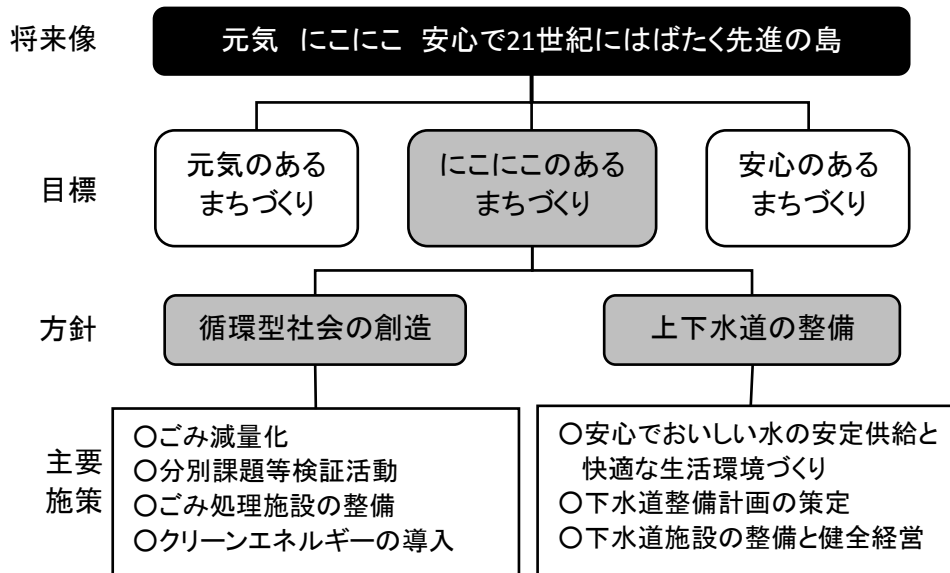 将来像
元気 にこにこ 安心で21世紀にはばたく先進の島
目標
元気のある
まちづくり
にこにこのある
まちづくり
安心のある
まちづくり
方針
循環型社会の創造
上下水道の整備
主要
施策
〇ごみ減量化
〇分別課題等検証活動
〇ごみ処理施設の整備
〇クリーンエネルギーの導入
〇安心でおいしい水の安定供給と
快適な生活環境づくり
〇下水道整備計画の策定
〇下水道施設の整備と健全経営